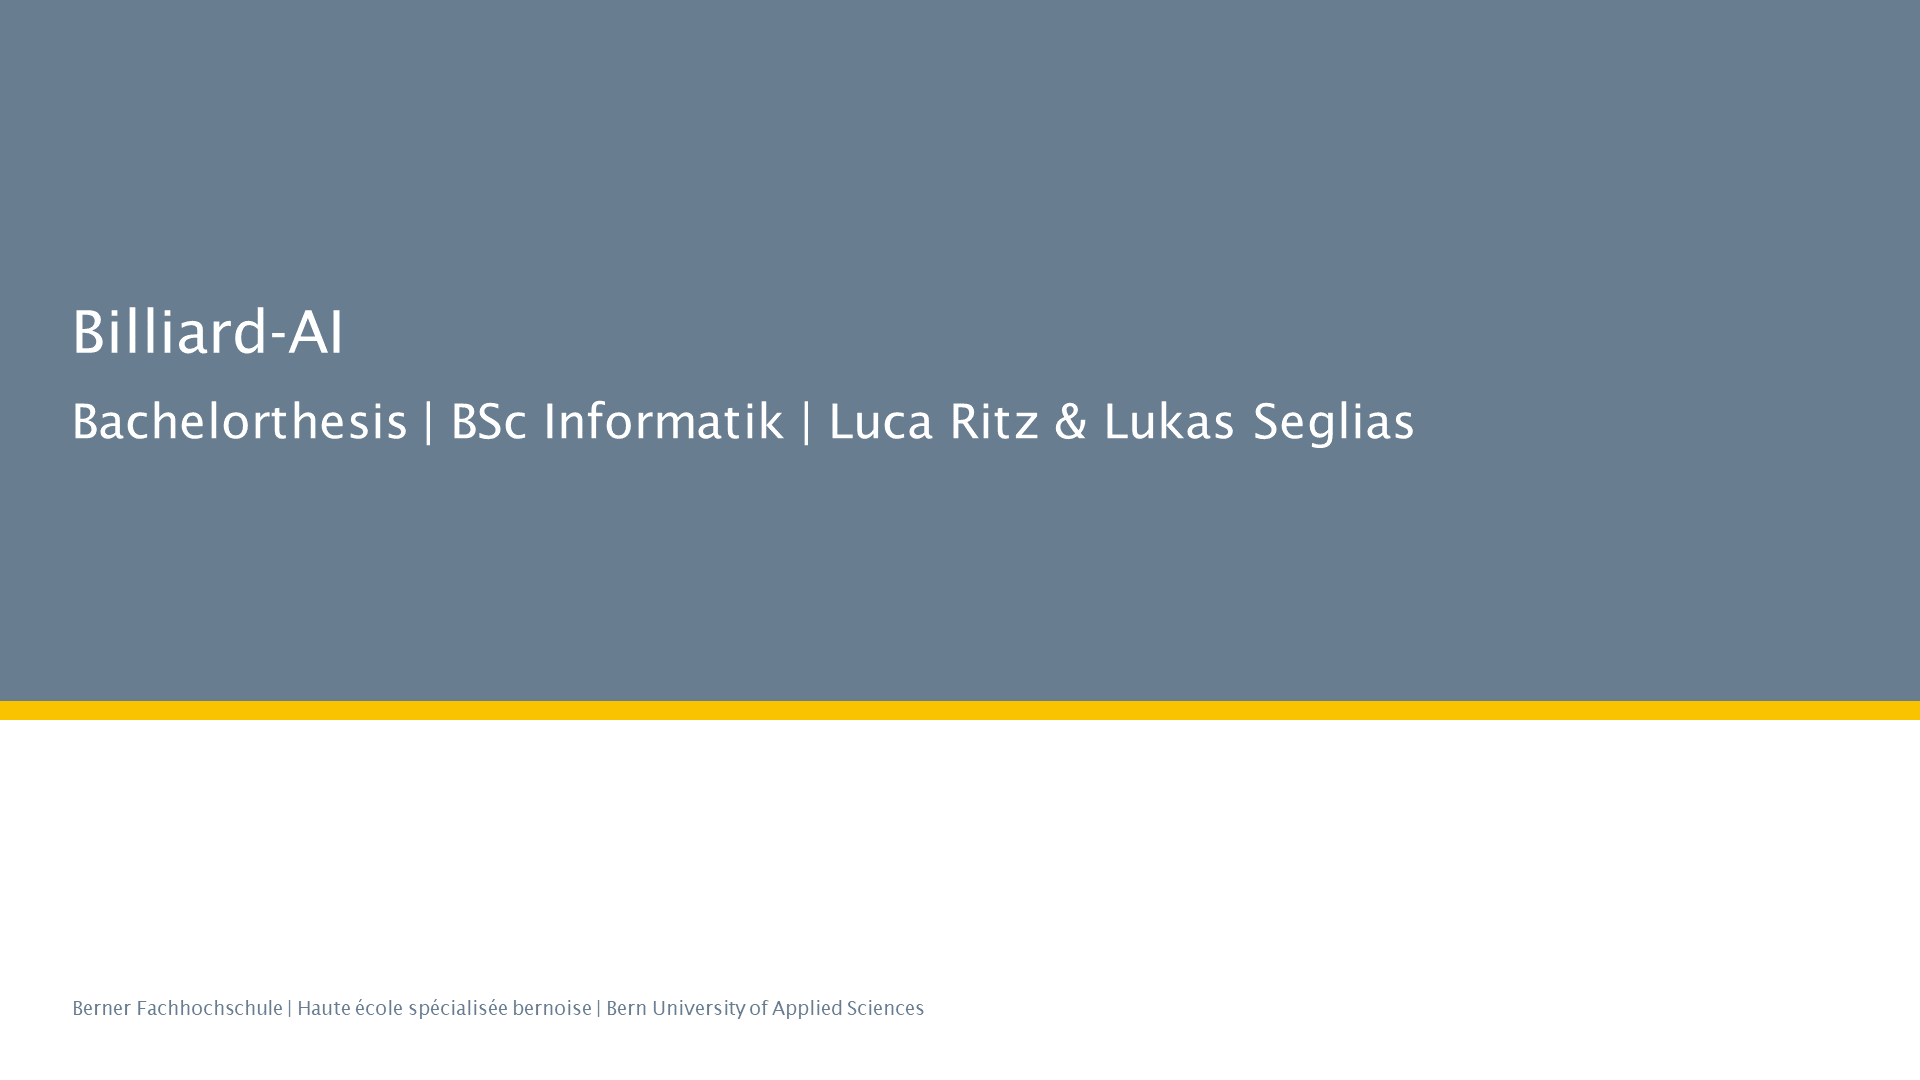 Billiard-AI
Bachelorthesis | BSc Informatik | Luca Ritz & Lukas Seglias
Berner Fachhochschule | Haute école spécialisée bernoise | Bern University of Applied Sciences